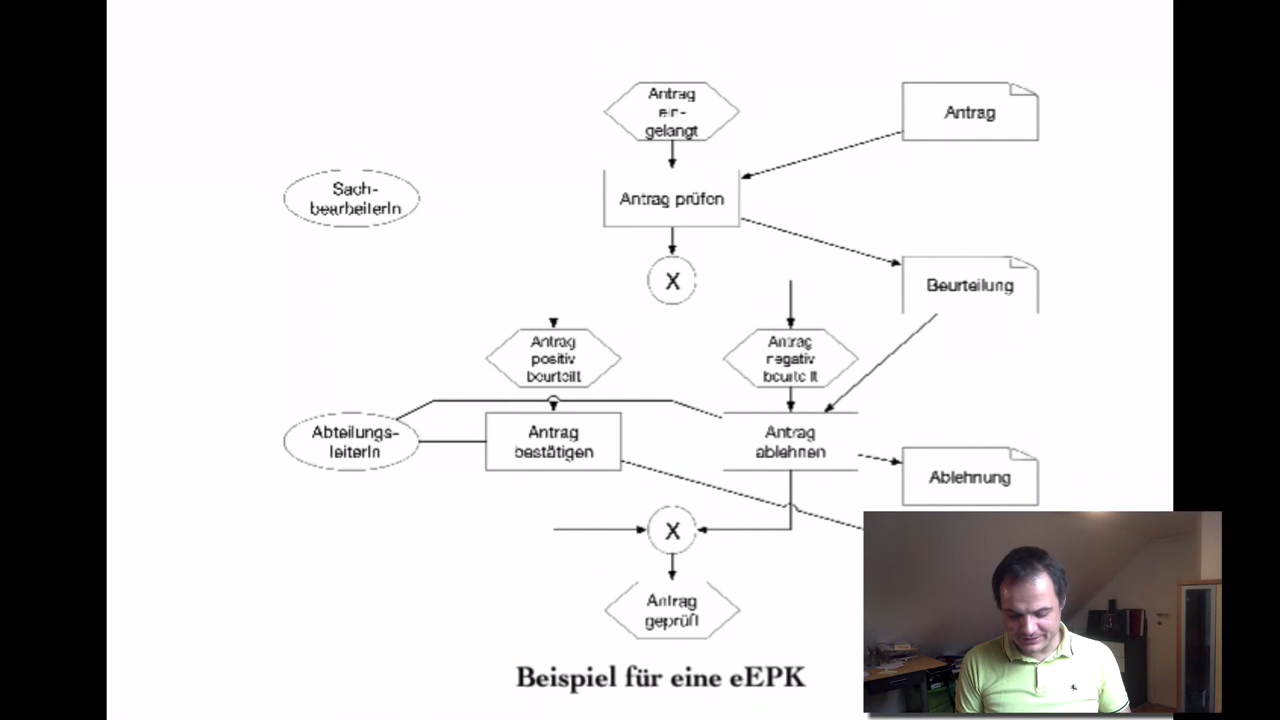 Antrag
ein-
gelangt
Antrag
Sach-
bearbeiterIn
Antrag prüfen
X
Beurteilung
Antrag
positiv
beurteilt
Antrag
negativ
beurteilt
Abteilungs-
leiterIn
Antrag
bestätigen
Antrag
ablehnen
Ablehnung
X
Antrag
geprüft
Beispiel für eine eEPK